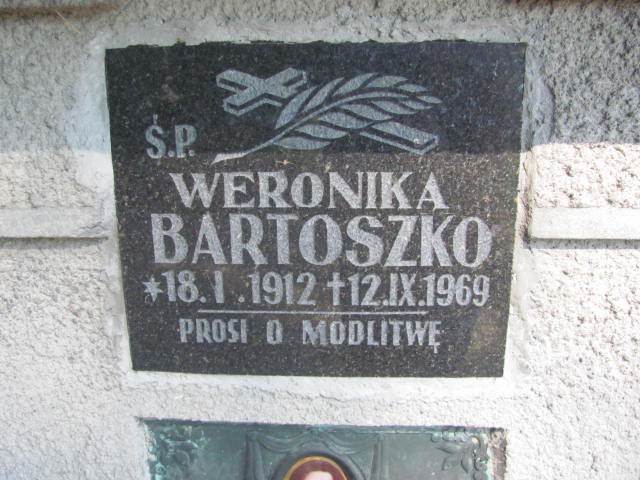 Ś.P.
WERONIKA
BARTOSZKO
*18.I.1912 †12.IX.1969
PROSI O MODLITWĘ